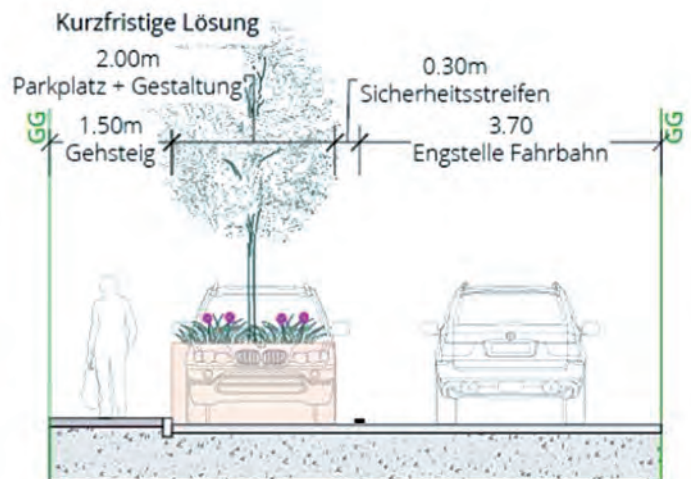 Kurzfristige Lösung
2.00m
Parkplatz + Gestaltung
0.30m
Sicherheitsstreifen
GG
1.50m
Gehsteig
3.70
Engstelle Fahrbahn
GG